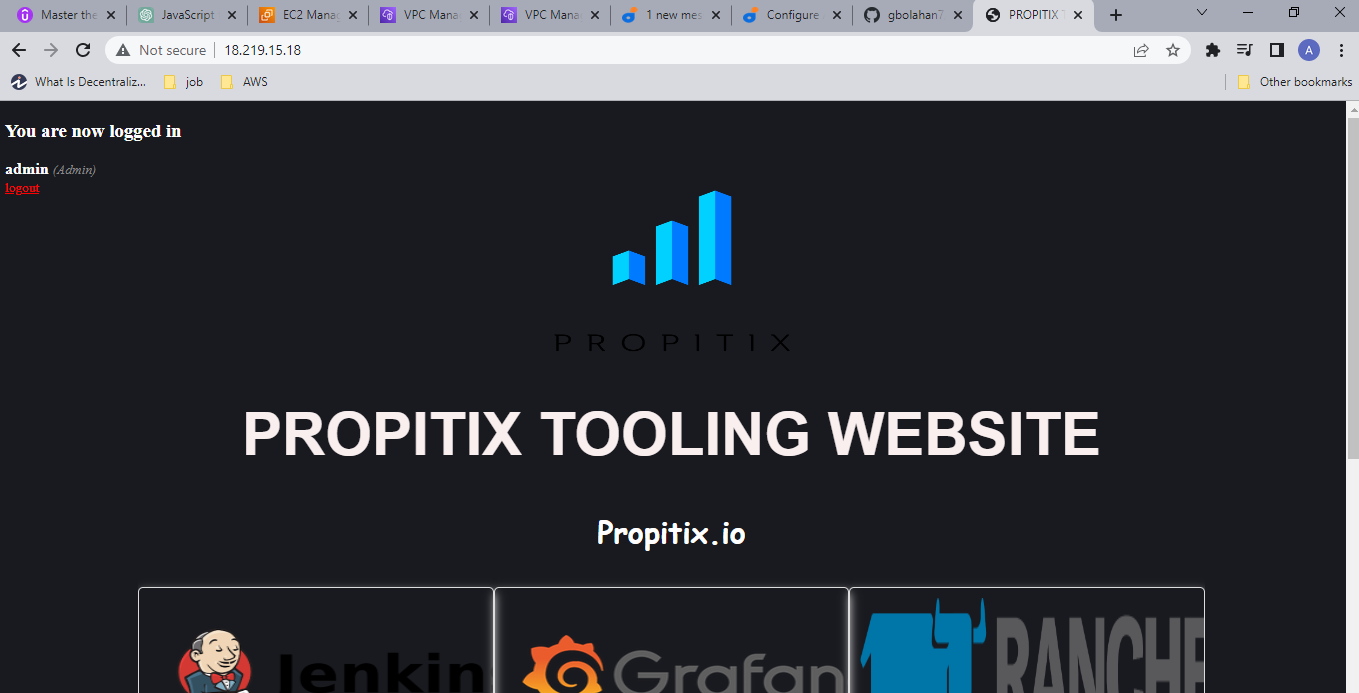 Master the
JavaScript
EC2 Manag
VPC Mana
VPC Mana
1 new mes
Configure
gbolahan7
PROPITIX T
Not secure
18.219.15.18
A
What Is Decentraliz...
job
AWS
Other bookmarks
You are now logged in
admin (Admin)
logout
PROPITIX
PROPITIX TOOLING WEBSITE
Propitix.io
Jenkin
Grafan
RANCHE